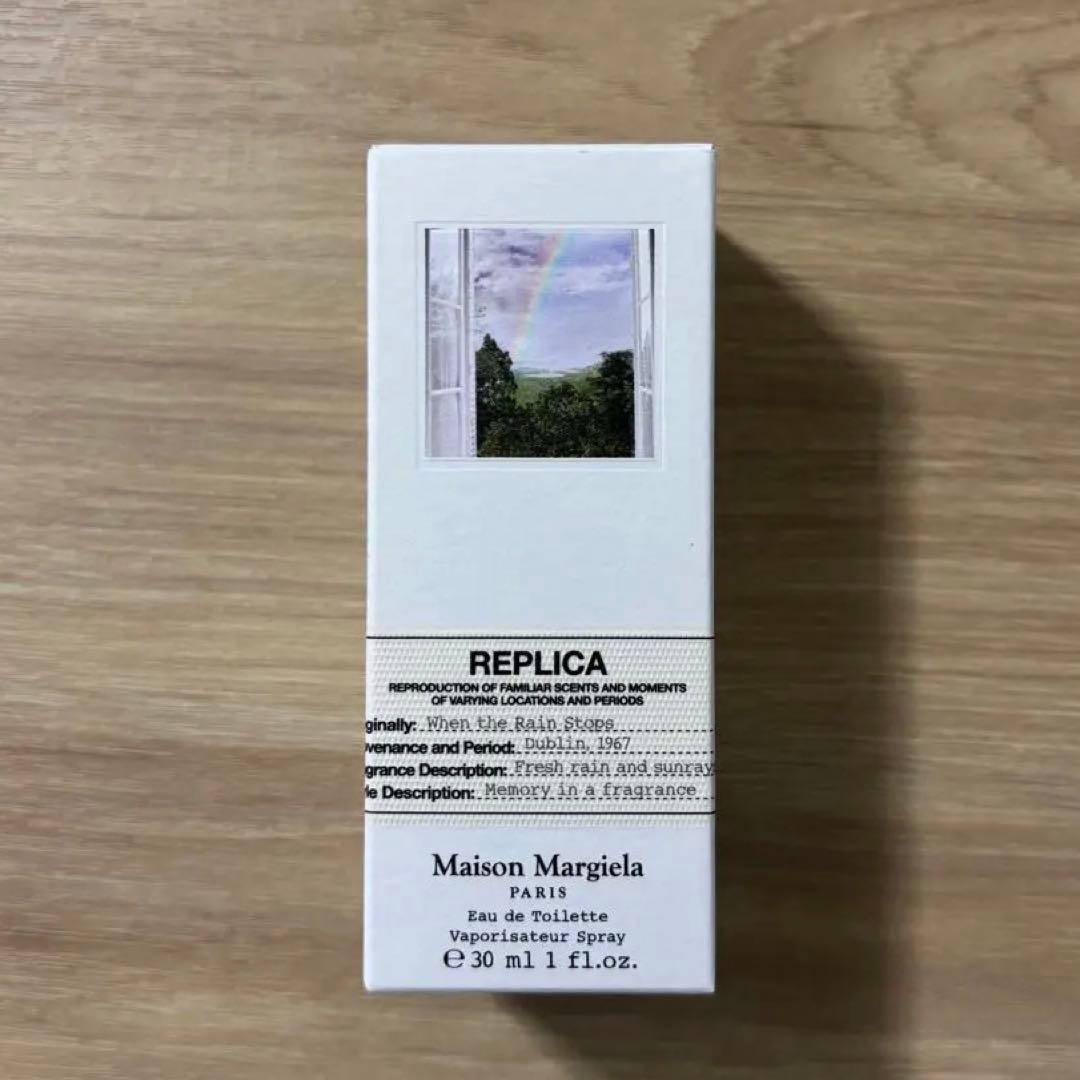 REPLICA
REPRODUCTION OF FAMILIAR SCENTS AND MOMENTS
OF VARYING LOCATIONS AND PERIODS
ginally: When the Rain Stops
venance and Period: Dublin, 1967
grance Description: Fresh rain and sunray
le Description: Memory in a fragrance
Maison Margiela
PARIS
Eau de Toilette
Vaporisateur Spray
℮ 30 ml 1 fl.oz.